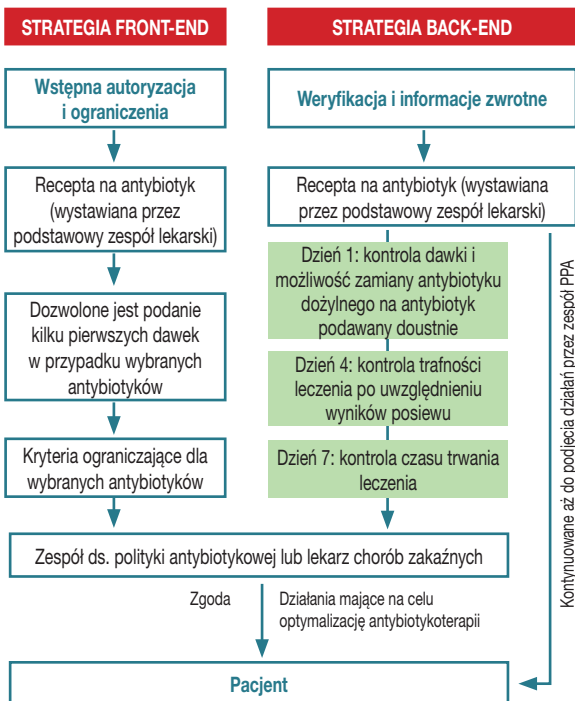 STRATEGIA FRONT-END
Wstępna autoryzacja
i ograniczenia
Recepta na antybiotyk
(wystawiana przez
podstawowy zespół lekarski)
Dozwolone jest podanie
kilku pierwszych dawek
w przypadku wybranych
antybiotyków
Kryteria ograniczające dla
wybranych antybiotyków
STRATEGIA BACK-END
Weryfikacja i informacje zwrotne
Recepta na antybiotyk (wystawiana
przez podstawowy zespół lekarski)
Dzień 1: kontrola dawki i
możliwość zamiany antybiotyku
dożylnego na antybiotyk
podawany doustnie
Dzień 4: kontrola trafności
leczenia po uwzględnieniu
wyników posiewu
Dzień 7: kontrola czasu trwania
leczenia
Kontynuowane aż do podjęcia działań przez zespół PPA
Zespół ds. polityki antybiotykowej lub lekarz chorób zakaźnych
Zgoda
Działania mające na celu
optymalizację antybiotykoterapii
Pacjent